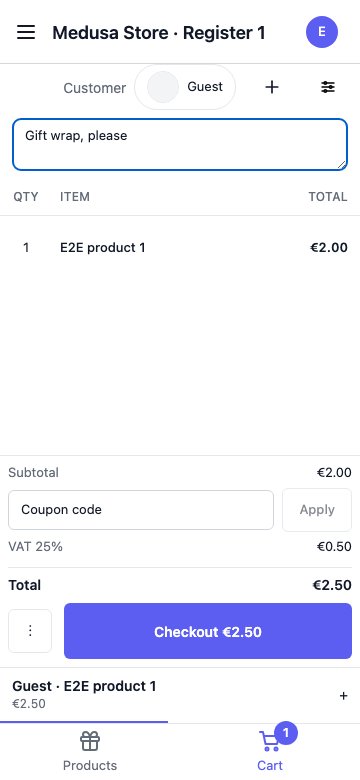 Medusa Store · Register 1
E
Customer
Guest
Gift wrap, please
QTY ITEM TOTAL
1 E2E product 1 €2.00
Subtotal €2.00
Coupon code Apply
VAT 25% €0.50
Total €2.50
Checkout €2.50
Guest · E2E product 1
€2.50
+
1
Products Cart